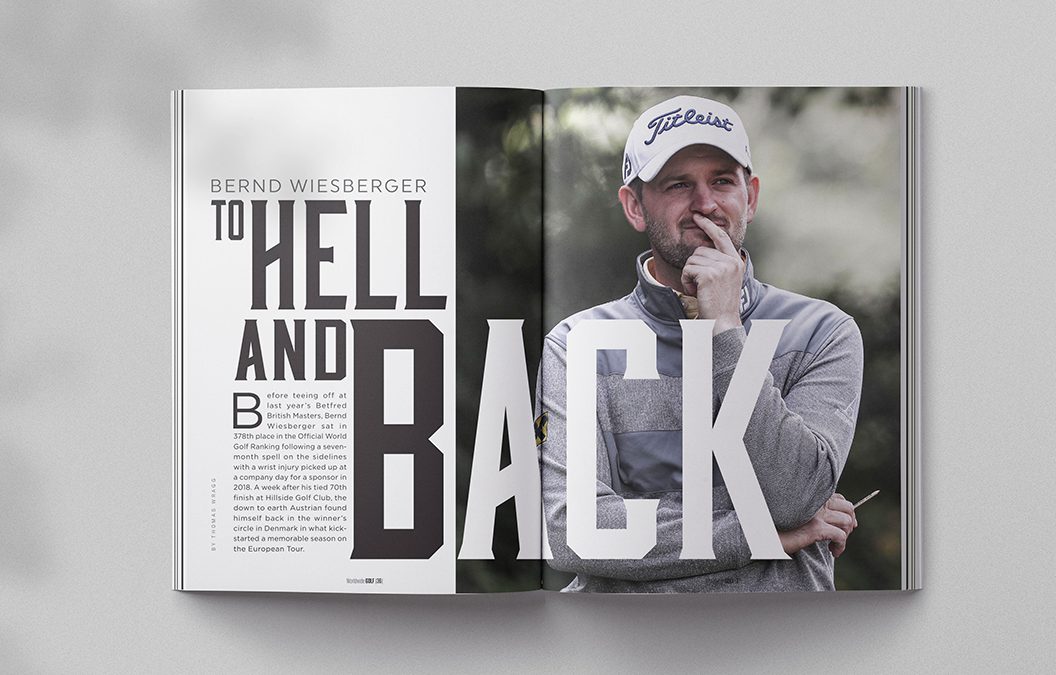 BERND WIESBERGER
TO HELL
AND BACK
Before teeing off at
last year's Betfred
British Masters, Bernd
Wiesberger sat in
378th place in the Official World
Golf Ranking following a seven-
month spell on the sidelines
with a wrist injury picked up at
a company day for a sponsor in
2018. A week after his tied 70th
finish at Hillside Golf Club, the
down to earth Austrian found
himself back in the winner's
circle in Denmark in what kick-
started a memorable season on
the European Tour.
BY THOMAS WRAGG
WorldwideGOLF
Titleist
FJ